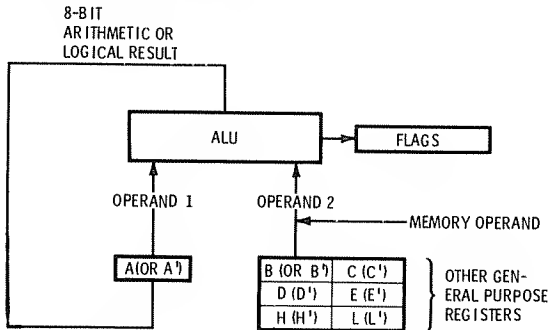 8-BIT
ARITHMETIC OR
LOGICAL RESULT
ALU
FLAGS
OPERAND 1
OPERAND 2
MEMORY OPERAND
A(OR A')
B (OR B') C (C')
D (D') E (E')
H (H') L (L')
OTHER GEN-
ERAL PURPOSE
REGISTERS